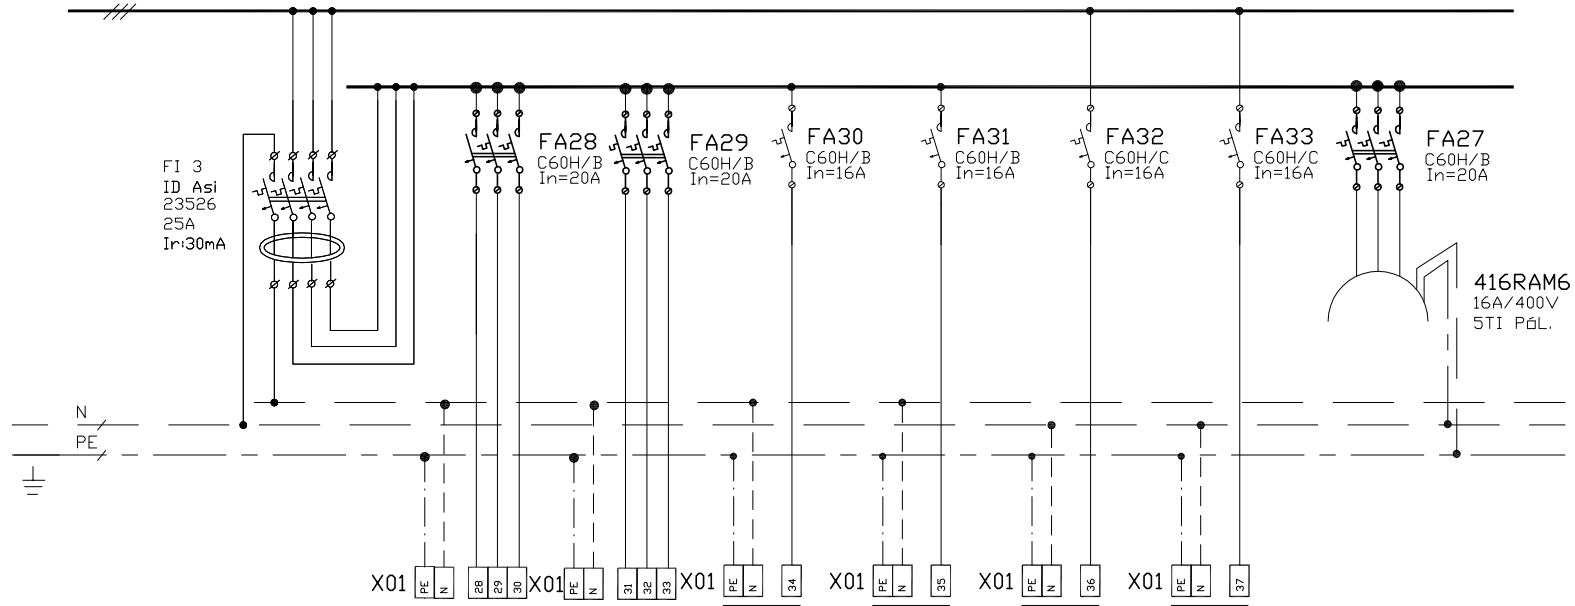 FI 3
ID Asi
23526
25A
Ir:30mA
FA28
C60H/B
In=20A
FA29
C60H/B
In=20A
FA30
C60H/B
In=16A
FA31
C60H/B
In=16A
FA32
C60H/C
In=16A
FA33
C60H/C
In=16A
FA27
C60H/B
In=20A
416RAM6
16A/400V
5TI PóL.
N
PE
X01 PE N 28 29 30
X01 PE N 31 32 33
X01 PE N 34
X01 PE N 35
X01 PE N 36
X01 PE N 37